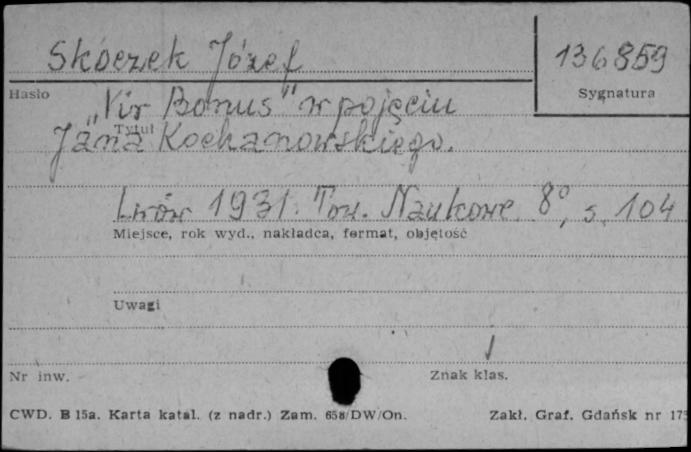 Skoczek Józef
136859
Hasło
Sygnatura
„Vir Bonus" w pojęciu
Tytuł
Jana Kochanowskiego.
Lwów 1931. Tow. Naukowe. 8°, s. 104
Miejsce, rok wyd., nakładca, format, objętość
Uwagi
Nr inw.
Znak klas.
CWD. B 15a. Karta katal. (z nadr.) Zam. 658/DW/On.
Zakł. Graf. Gdańsk nr 175